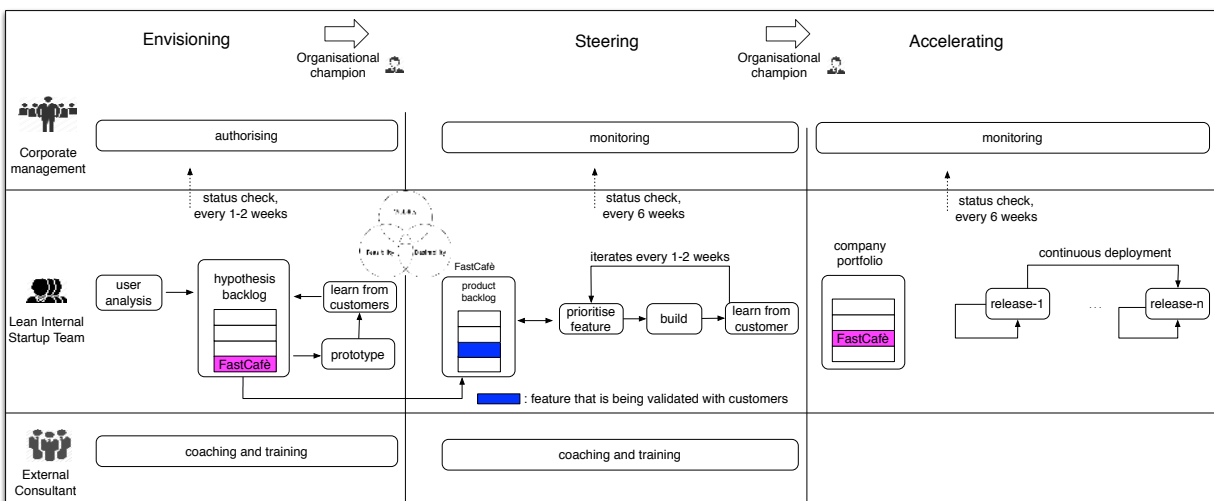 Envisioning
Organisational
champion
Steering
Organisational
champion
Accelerating
Corporate
management
authorising
monitoring
monitoring
status check,
every 1-2 weeks
status check,
every 6 weeks
status check,
every 6 weeks
Lean Internal
Startup Team
user
analysis
hypothesis
backlog
FastCafè
learn from
customers
prototype
FastCafè
product
backlog
iterates every 1-2 weeks
prioritise
feature
build
learn from
customer
: feature that is being validated with customers
company
portfolio
FastCafè
continuous deployment
release-1
...
release-n
External
Consultant
coaching and training
coaching and training